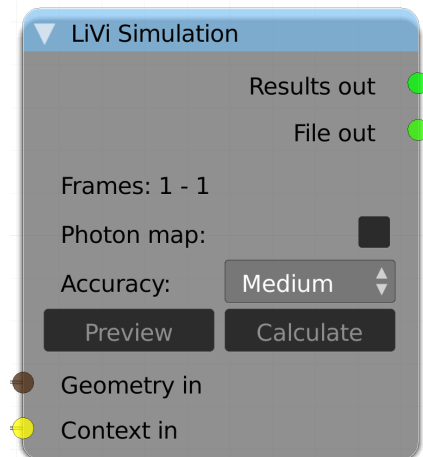 LiVi Simulation
Results out
File out
Frames: 1 - 1
Photon map:
Accuracy: Medium
Preview Calculate
Geometry in
Context in